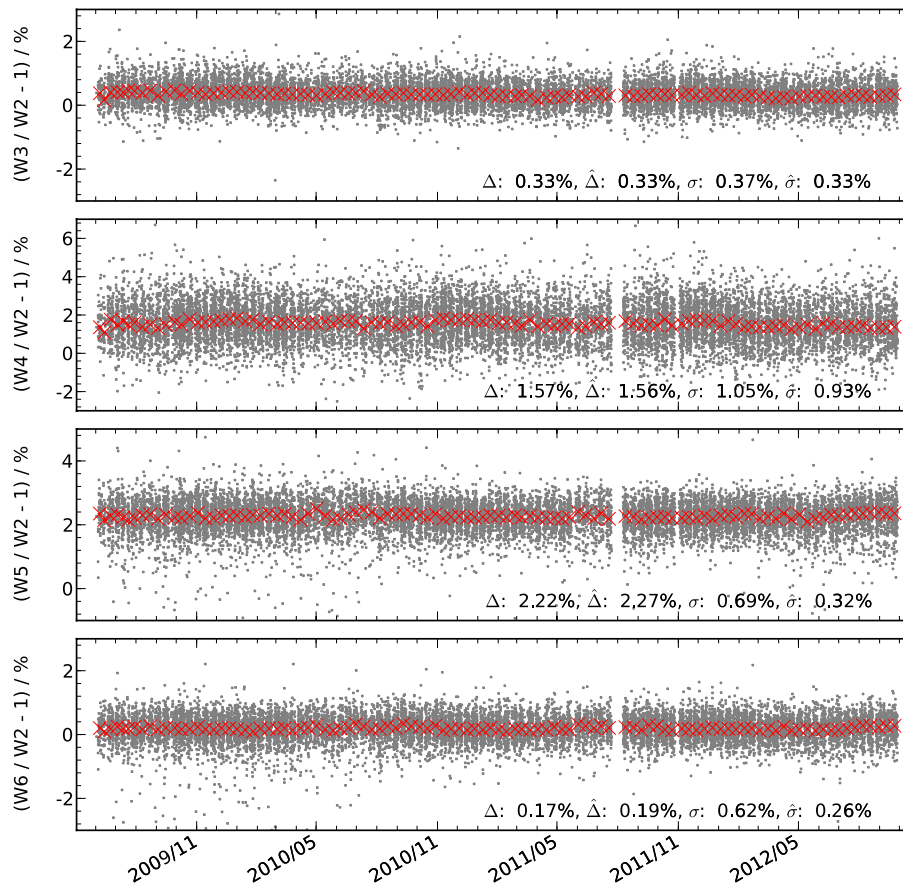 (W3 / W2 - 1) / %
2
0
-2
Δ: 0.33%, Δ̂: 0.33%, σ: 0.37%, σ̂: 0.33%
(W4 / W2 - 1) / %
6
4
2
0
-2
Δ: 1.57%, Δ̂: 1.56%, σ: 1.05%, σ̂: 0.93%
(W5 / W2 - 1) / %
4
2
0
Δ: 2.22%, Δ̂: 2.27%, σ: 0.69%, σ̂: 0.32%
(W6 / W2 - 1) / %
2
0
-2
Δ: 0.17%, Δ̂: 0.19%, σ: 0.62%, σ̂: 0.26%
2009/11 2010/05 2010/11 2011/05 2011/11 2012/05